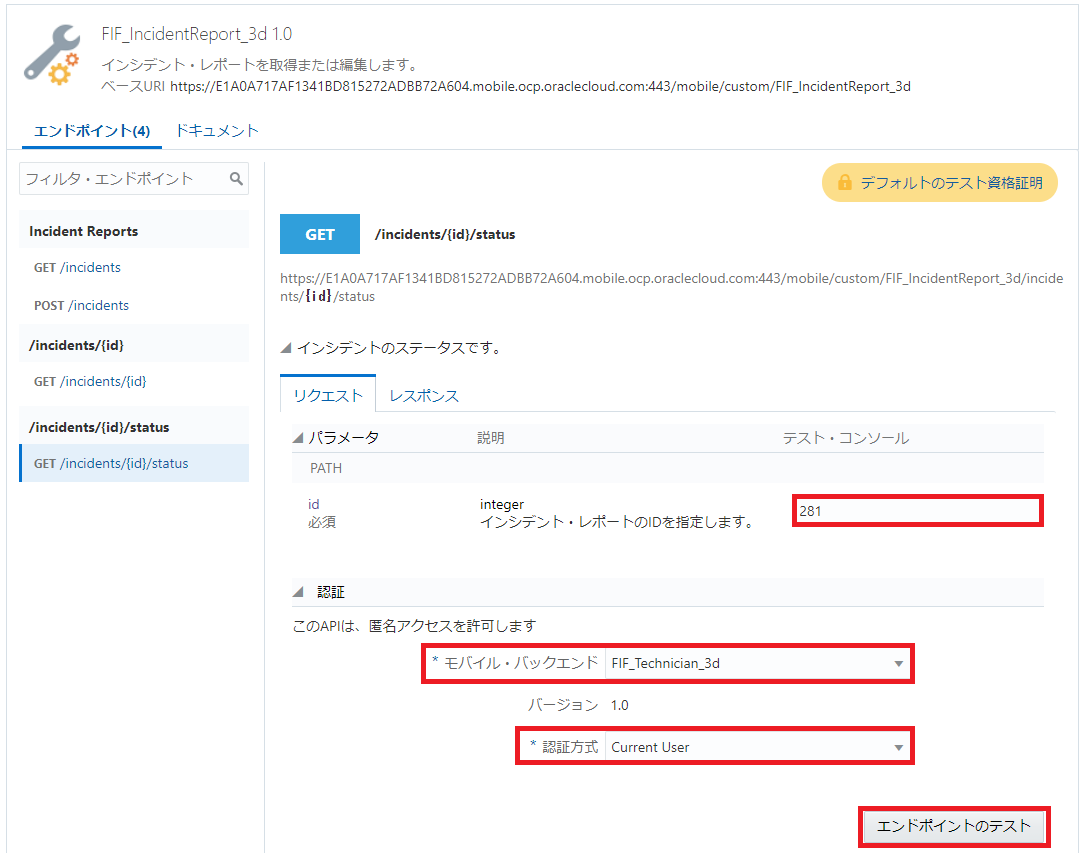 FIF_IncidentReport_3d 1.0
インシデント・レポートを取得または編集します。
ベースURI https://E1A0A717AF1341BD815272ADBB72A604.mobile.ocp.oraclecloud.com:443/mobile/custom/FIF_IncidentReport_3d
エンドポイント(4) ドキュメント
フィルタ・エンドポイント
デフォルトのテスト資格証明
Incident Reports
GET /incidents
POST /incidents
/incidents/{id}
GET /incidents/{id}
/incidents/{id}/status
GET /incidents/{id}/status
GET /incidents/{id}/status
https://E1A0A717AF1341BD815272ADBB72A604.mobile.ocp.oraclecloud.com:443/mobile/custom/FIF_IncidentReport_3d/incide
nts/{id}/status
インシデントのステータスです。
リクエスト レスポンス
パラメータ 説明 テスト・コンソール
PATH
id integer 281
必須 インシデント・レポートのIDを指定します。
認証
このAPIは、匿名アクセスを許可します
* モバイル・バックエンド FIF_Technician_3d
バージョン 1.0
* 認証方式 Current User
エンドポイントのテスト